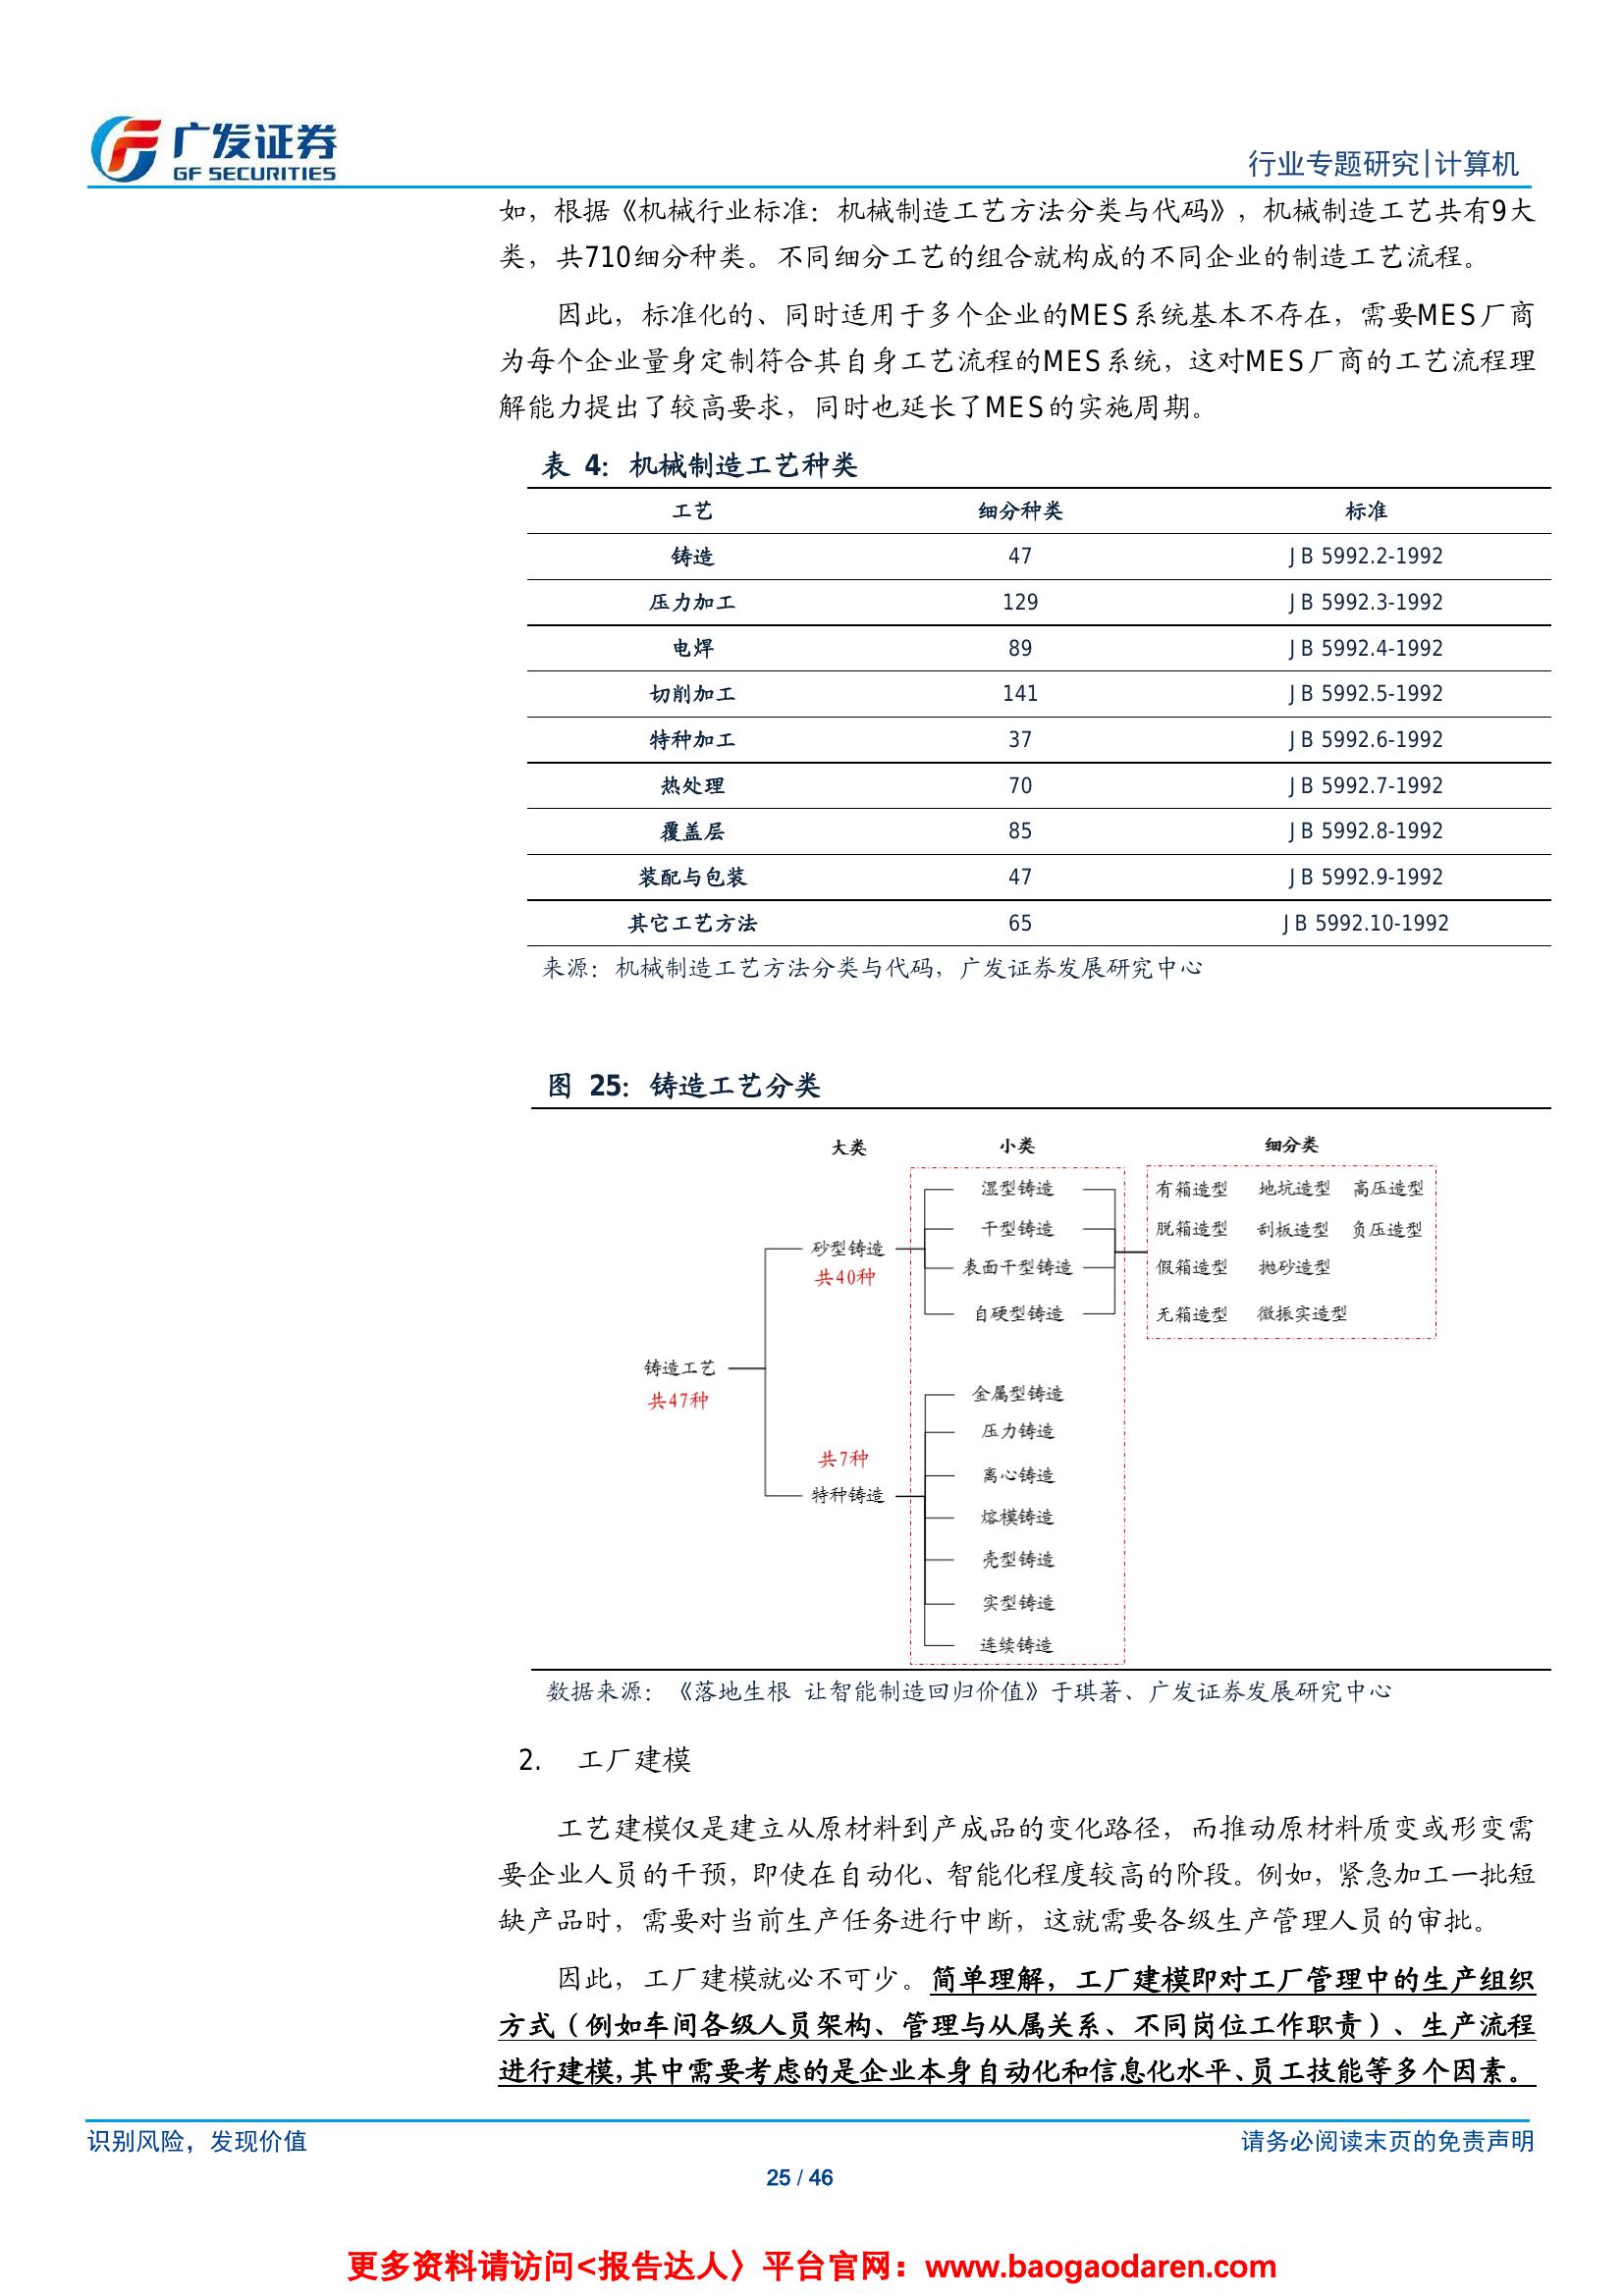 广发证券
GF SECURITIES
行业专题研究|计算机
如，根据《机械行业标准：机械制造工艺方法分类与代码》，机械制造工艺共有9大
类，共710细分种类。不同细分工艺的组合就构成的不同企业的制造工艺流程。
因此，标准化的、同时适用于多个企业的MES系统基本不存在，需要MES厂商
为每个企业量身定制符合其自身工艺流程的MES系统，这对MES厂商的工艺流程理
解能力提出了较高要求，同时也延长了MES的实施周期。
表 4：机械制造工艺种类
工艺 细分种类 标准
铸造 47 JB 5992.2-1992
压力加工 129 JB 5992.3-1992
电焊 89 JB 5992.4-1992
切削加工 141 JB 5992.5-1992
特种加工 37 JB 5992.6-1992
热处理 70 JB 5992.7-1992
覆盖层 85 JB 5992.8-1992
装配与包装 47 JB 5992.9-1992
其它工艺方法 65 JB 5992.10-1992
来源：机械制造工艺方法分类与代码，广发证券发展研究中心
图 25：铸造工艺分类
大类 小类 细分类
湿型铸造 有箱造型 地坑造型 高压造型
干型铸造 脱箱造型 刮板造型 负压造型
砂型铸造
表面干型铸造 假箱造型 抛砂造型
共40种
自硬型铸造 无箱造型 微振实造型
铸造工艺
共47种
金属型铸造
压力铸造
共7种
离心铸造
特种铸造
熔模铸造
壳型铸造
实型铸造
连续铸造
数据来源：《落地生根 让智能制造回归价值》于琪著、广发证券发展研究中心
2. 工厂建模
工艺建模仅是建立从原材料到产成品的变化路径，而推动原材料质变或形变需
要企业人员的干预，即使在自动化、智能化程度较高的阶段。例如，紧急加工一批短
缺产品时，需要对当前生产任务进行中断，这就需要各级生产管理人员的审批。
因此，工厂建模就必不可少。简单理解，工厂建模即对工厂管理中的生产组织
方式（例如车间各级人员架构、管理与从属关系、不同岗位工作职责）、生产流程
进行建模，其中需要考虑的是企业本身自动化和信息化水平、员工技能等多个因素。
识别风险，发现价值 请务必阅读末页的免责声明
25 / 46
更多资料请访问<报告达人〉平台官网：www.baogaodaren.com